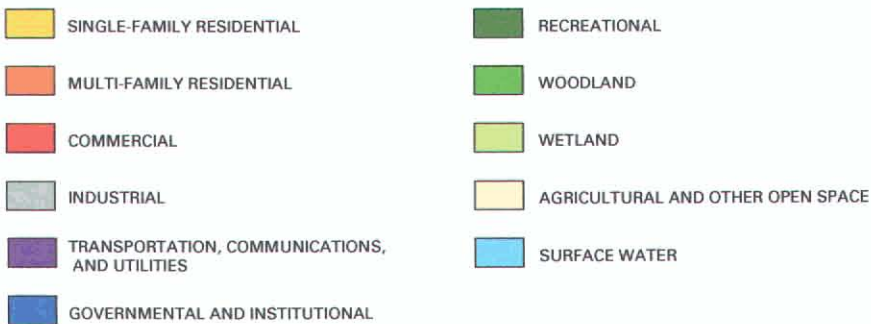 SINGLE-FAMILY RESIDENTIAL
MULTI-FAMILY RESIDENTIAL
COMMERCIAL
INDUSTRIAL
TRANSPORTATION, COMMUNICATIONS,
AND UTILITIES
GOVERNMENTAL AND INSTITUTIONAL
RECREATIONAL
WOODLAND
WETLAND
AGRICULTURAL AND OTHER OPEN SPACE
SURFACE WATER